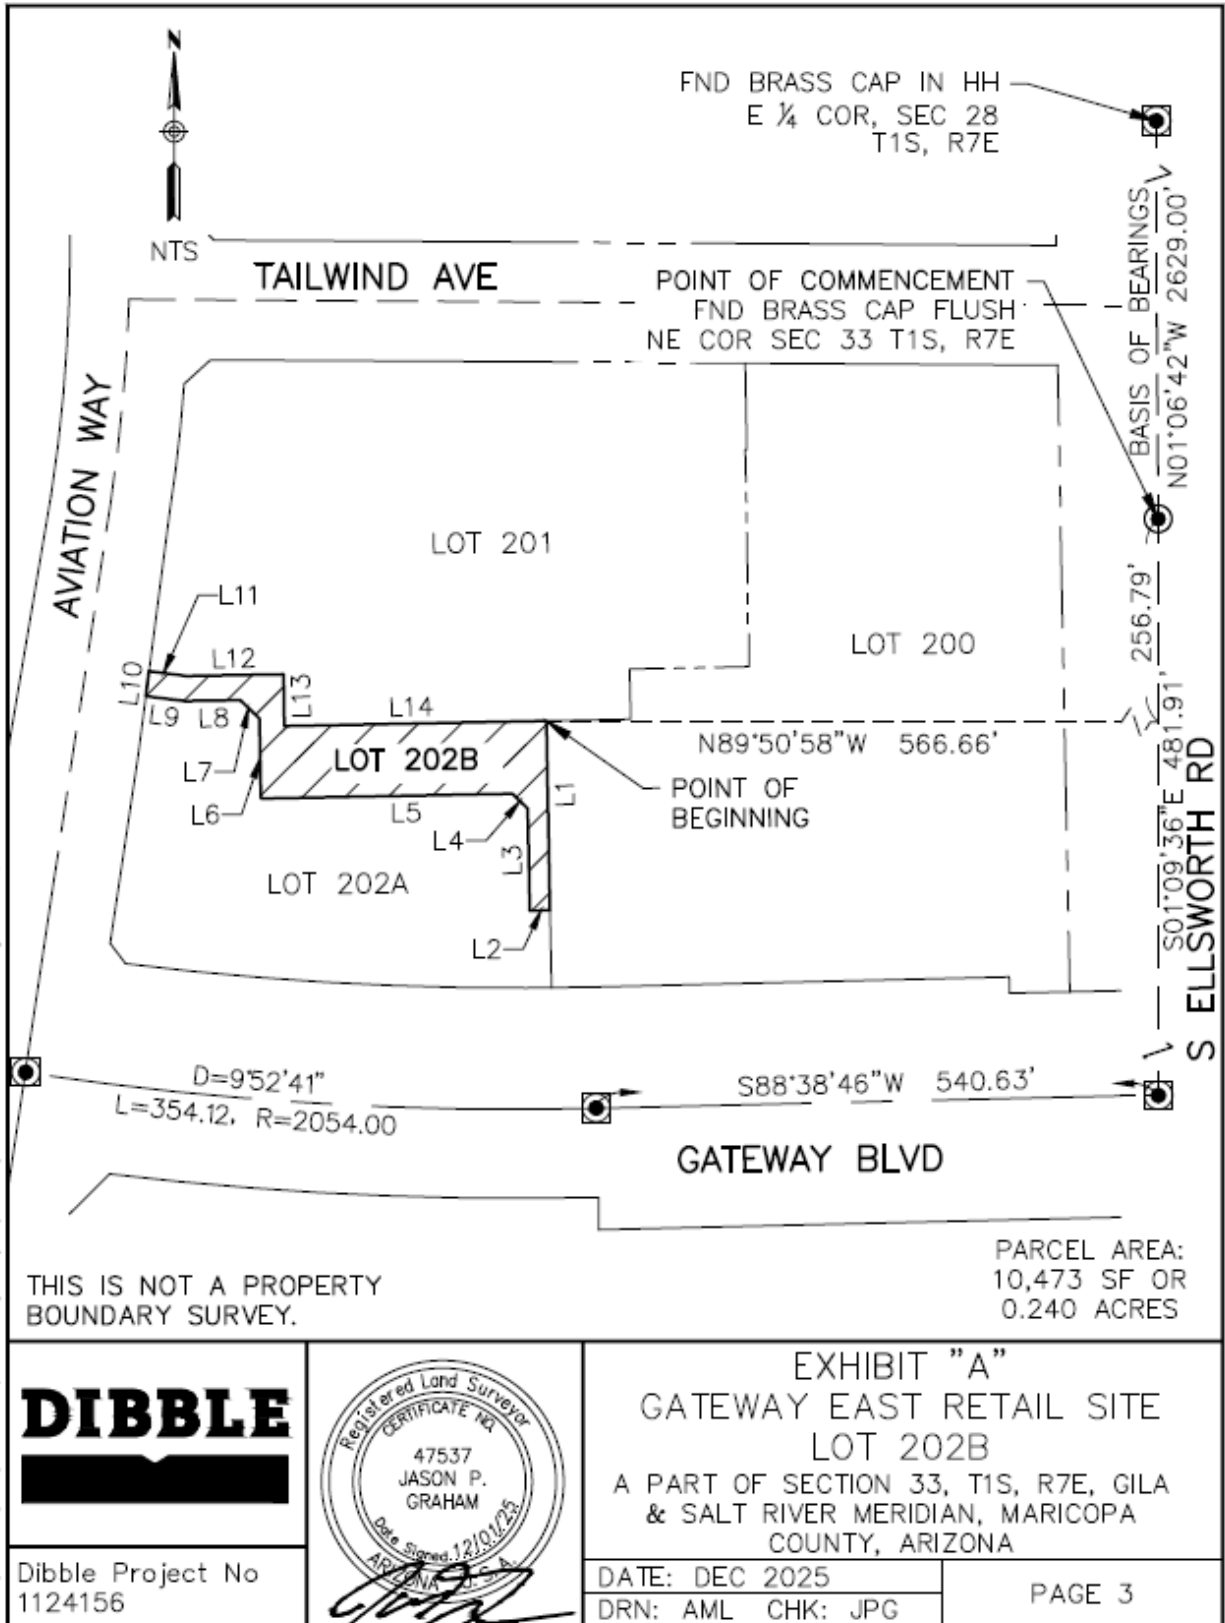 N
NTS
FND BRASS CAP IN HH
E ¼ COR, SEC 28
T1S, R7E
TAILWIND AVE
POINT OF COMMENCEMENT
FND BRASS CAP FLUSH
NE COR SEC 33 T1S, R7E
BASIS OF BEARINGS
N01°06'42"W 2629.00'
AVIATION WAY
LOT 201
LOT 200
256.79'
S01°09'36"E 481.91'
S ELLSWORTH RD
L11
L12
L10
L13
L9
L8
L14
N89°50'58"W 566.66'
LOT 202B
L7
L6
L5
L4
L1
L3
L2
POINT OF
BEGINNING
LOT 202A
D=9°52'41"
L=354.12, R=2054.00
S88°38'46"W 540.63'
GATEWAY BLVD
THIS IS NOT A PROPERTY
BOUNDARY SURVEY.
PARCEL AREA:
10,473 SF OR
0.240 ACRES
DIBBLE
Dibble Project No
1124156
Registered Land Surveyor
CERTIFICATE NO.
47537
JASON P.
GRAHAM
Date Signed 12/01/25
ARIZONA U.S.A.
EXHIBIT "A"
GATEWAY EAST RETAIL SITE
LOT 202B
A PART OF SECTION 33, T1S, R7E, GILA
& SALT RIVER MERIDIAN, MARICOPA
COUNTY, ARIZONA
DATE: DEC 2025
DRN: AML CHK: JPG
PAGE 3